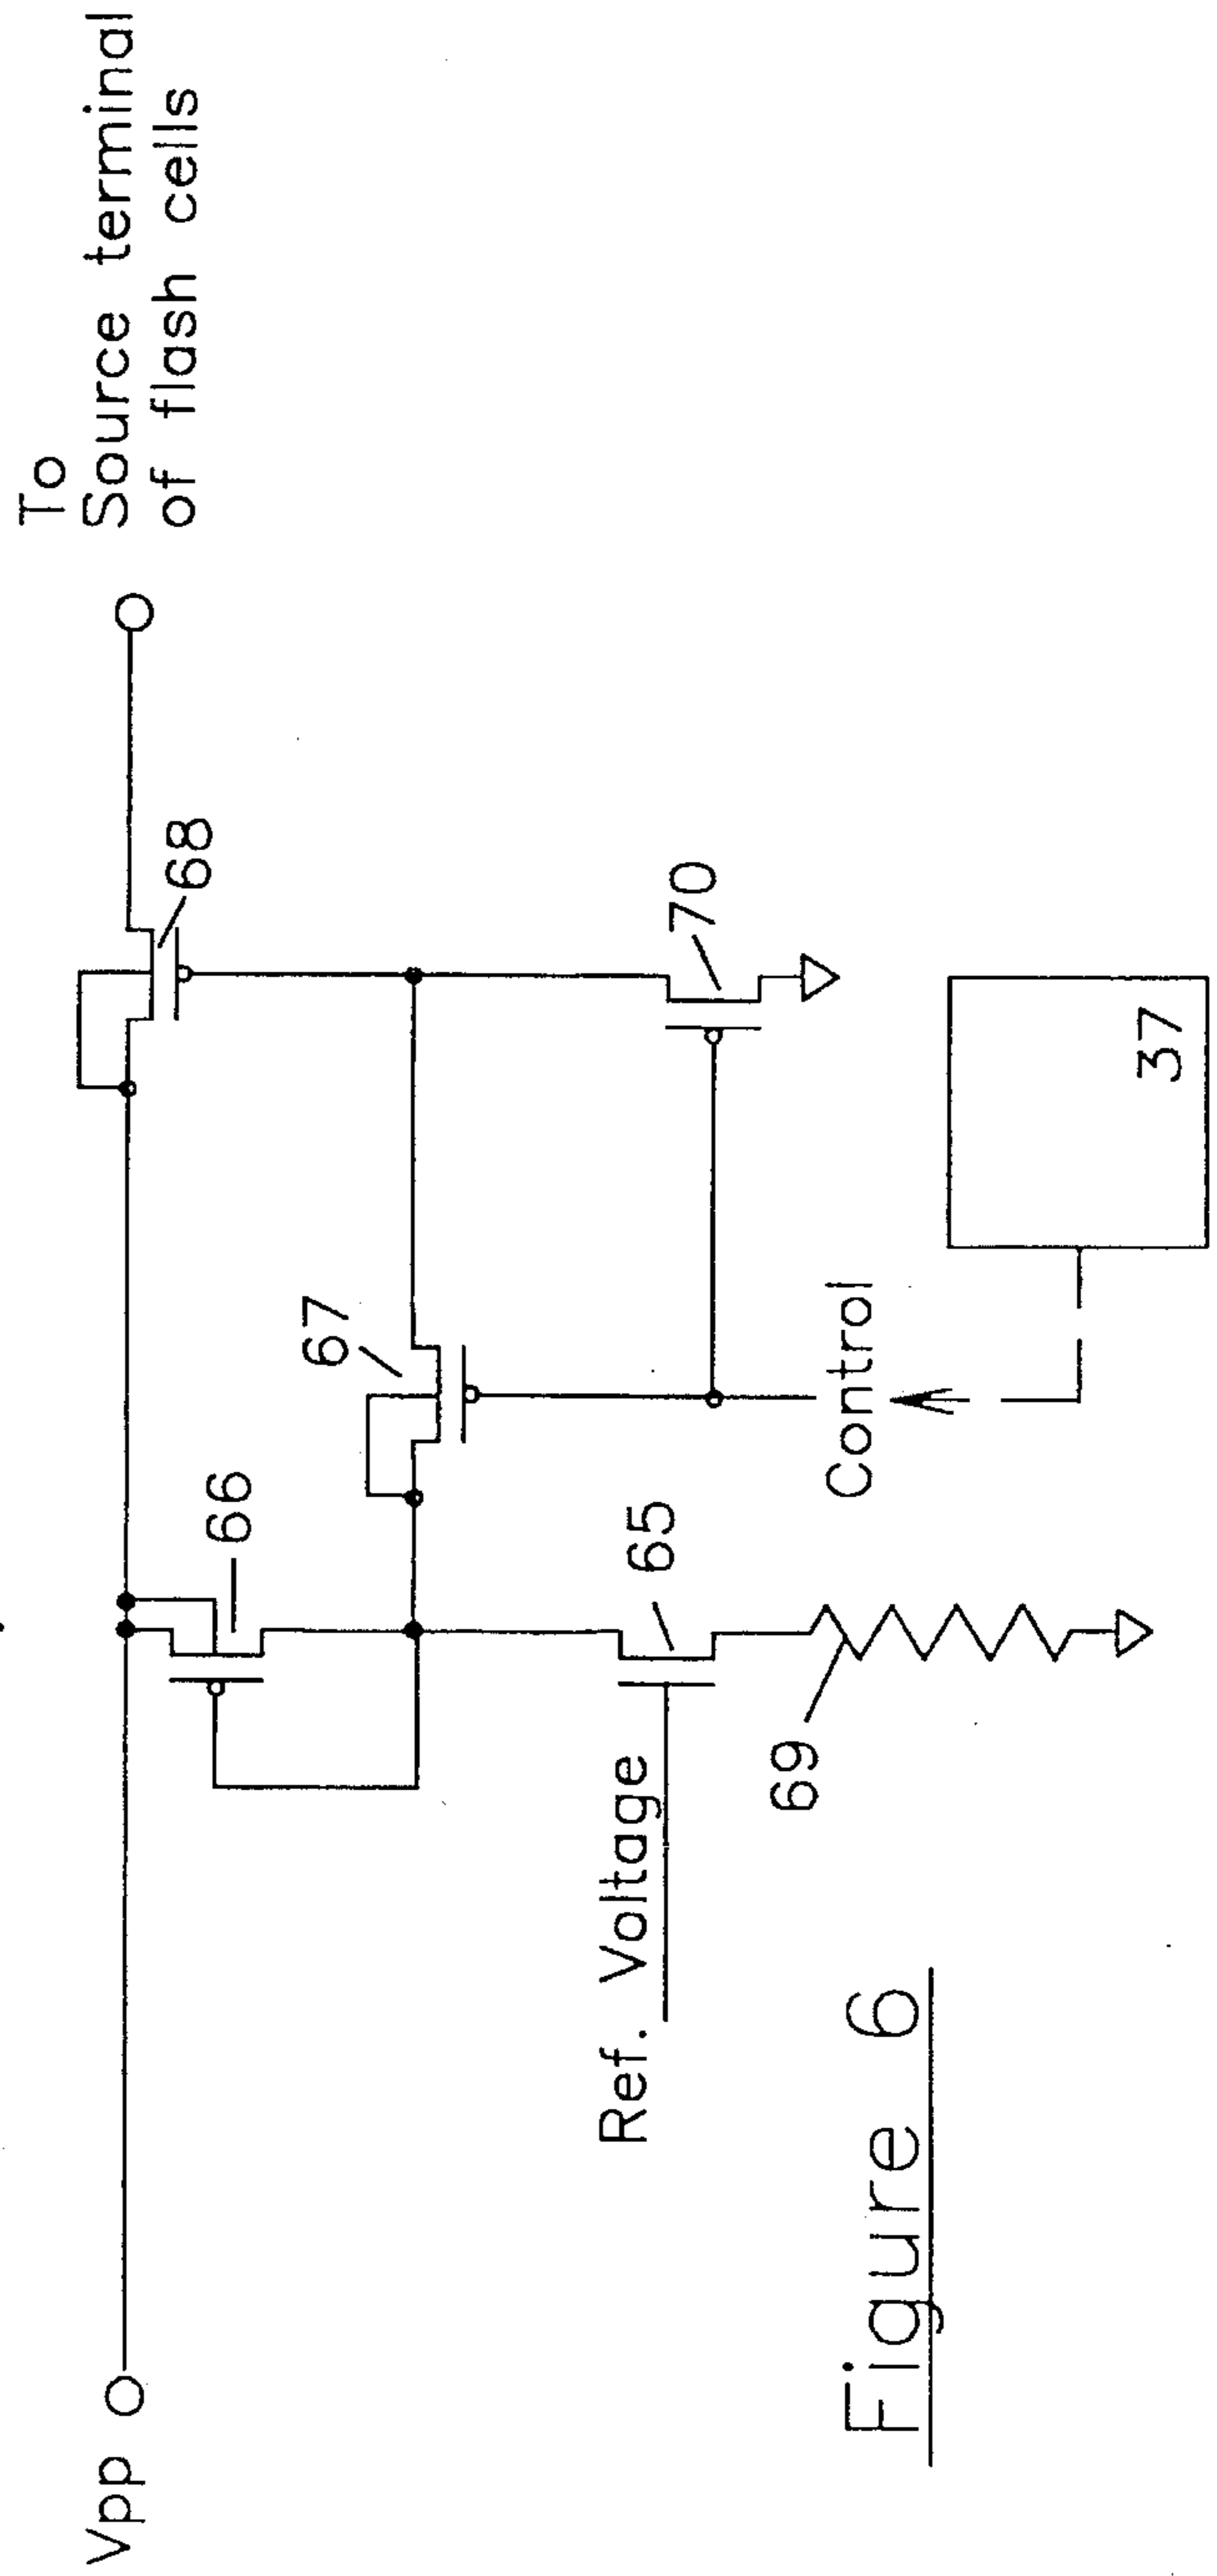 To
Source terminal
of flash cells
Vpp
68
66
67
65
70
Ref. Voltage
69
Control
37
Figure 6